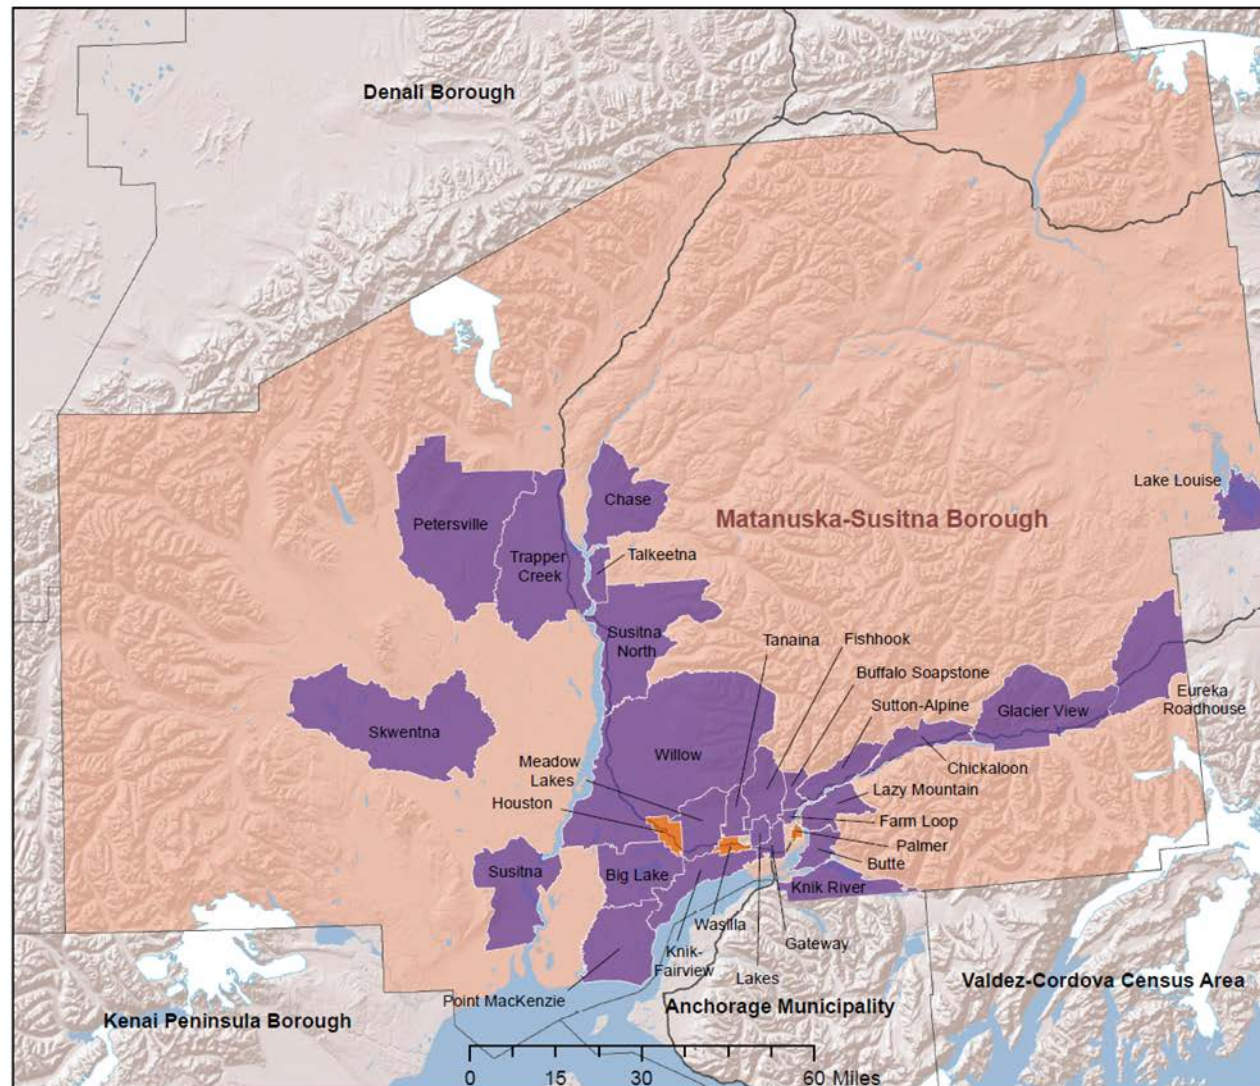 Denali Borough
Lake Louise
Chase
Matanuska-Susitna Borough
Petersville
Trapper
Creek
Talkeetna
Susitna
North
Tanaina
Fishhook
Buffalo Soapstone
Sutton-Alpine
Eureka
Roadhouse
Glacier View
Skwentna
Willow
Meadow
Lakes
Houston
Chickaloon
Lazy Mountain
Farm Loop
Palmer
Butte
Susitna
Big Lake
Knik River
Wasilla
Gateway
Knik-
Fairview
Lakes
Valdez-Cordova Census Area
Point MacKenzie
Anchorage Municipality
Kenai Peninsula Borough
0 15 30 60 Miles